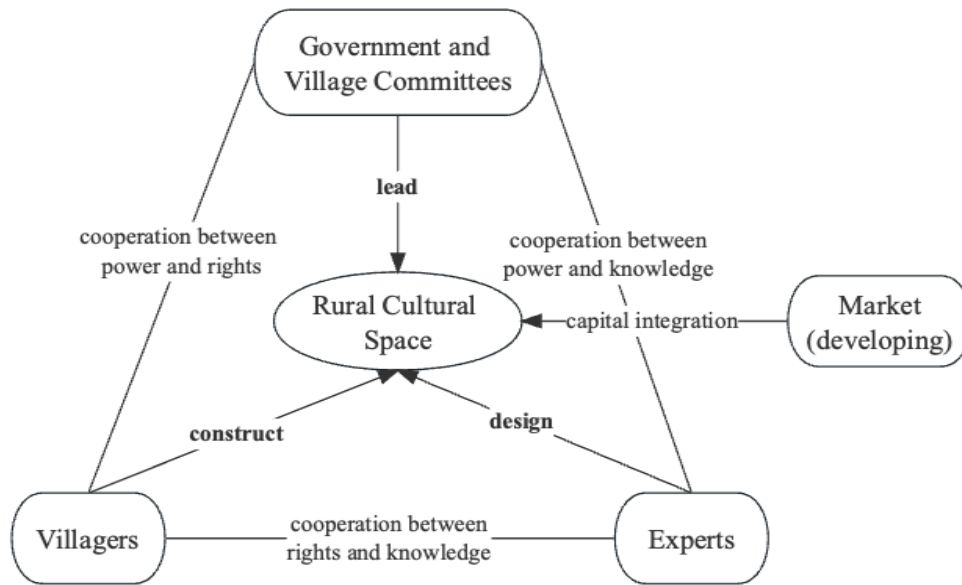 Government and
Village Committees
lead
cooperation between
power and rights
cooperation between
power and knowledge
Rural Cultural
Space
capital integration
Market
(developing)
construct
design
Villagers
cooperation between
rights and knowledge
Experts